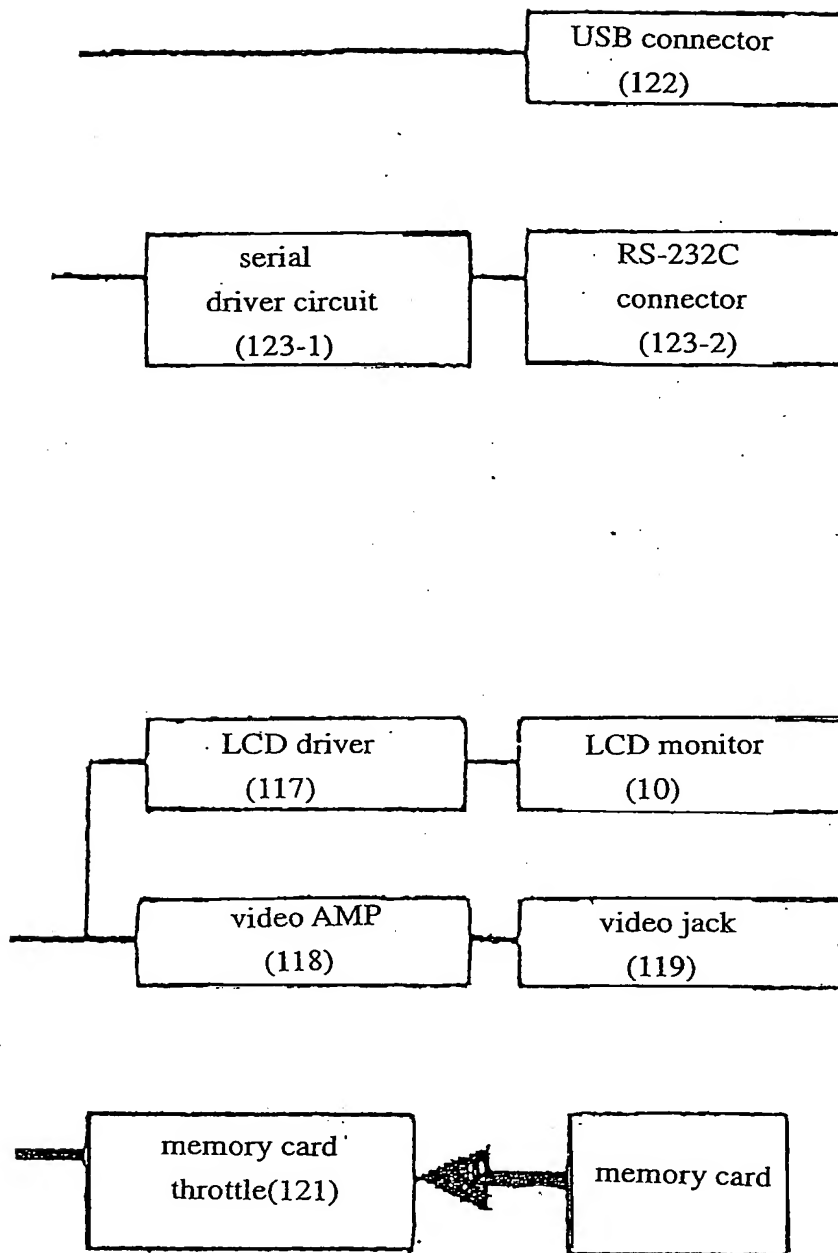 USB connector
(122)
serial
driver circuit
(123-1)
RS-232C
connector
(123-2)
LCD driver
(117)
LCD monitor
(10)
video AMP
(118)
video jack
(119)
memory card
throttle(121)
memory card